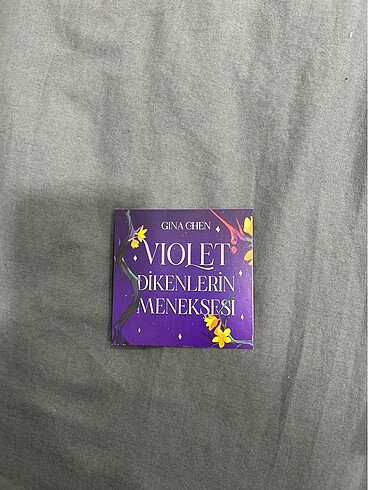 GINA CHEN
VIOLET
DİKENLERİN
MENEKŞESİ